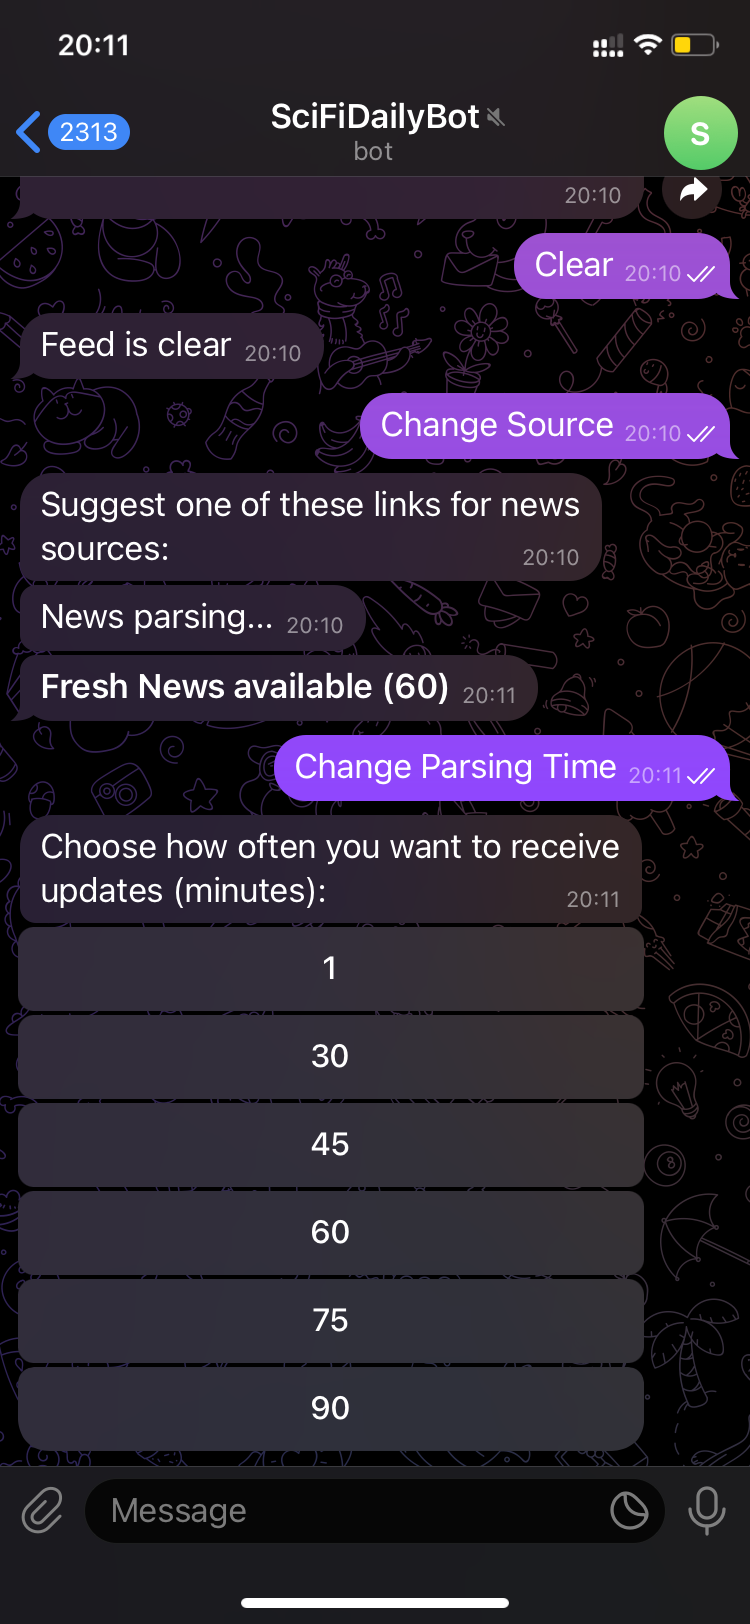 20:11
2313
SciFiDailyBot
bot
S
20:10
Clear 20:10
Feed is clear 20:10
Change Source 20:10
Suggest one of these links for news
sources: 20:10
News parsing... 20:10
Fresh News available (60) 20:11
Change Parsing Time 20:11
Choose how often you want to receive
updates (minutes): 20:11
1
30
45
60
75
90
Message